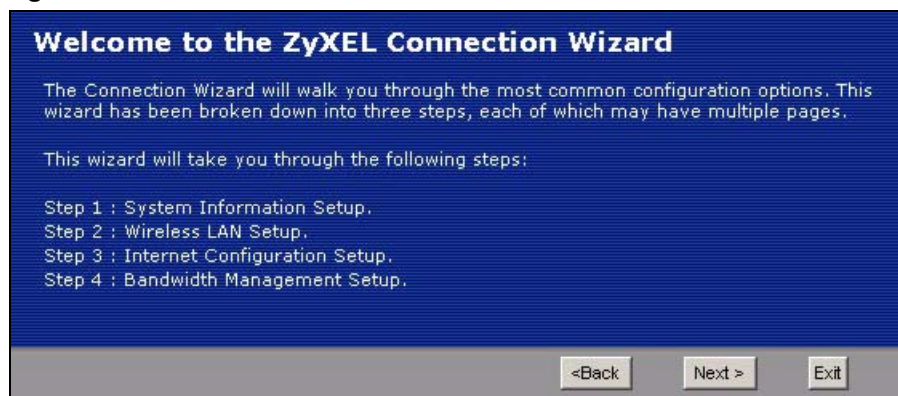 Welcome to the ZyXEL Connection Wizard
The Connection Wizard will walk you through the most common configuration options. This
wizard has been broken down into three steps, each of which may have multiple pages.
This wizard will take you through the following steps:
Step 1 : System Information Setup.
Step 2 : Wireless LAN Setup.
Step 3 : Internet Configuration Setup.
Step 4 : Bandwidth Management Setup.
<Back Next > Exit